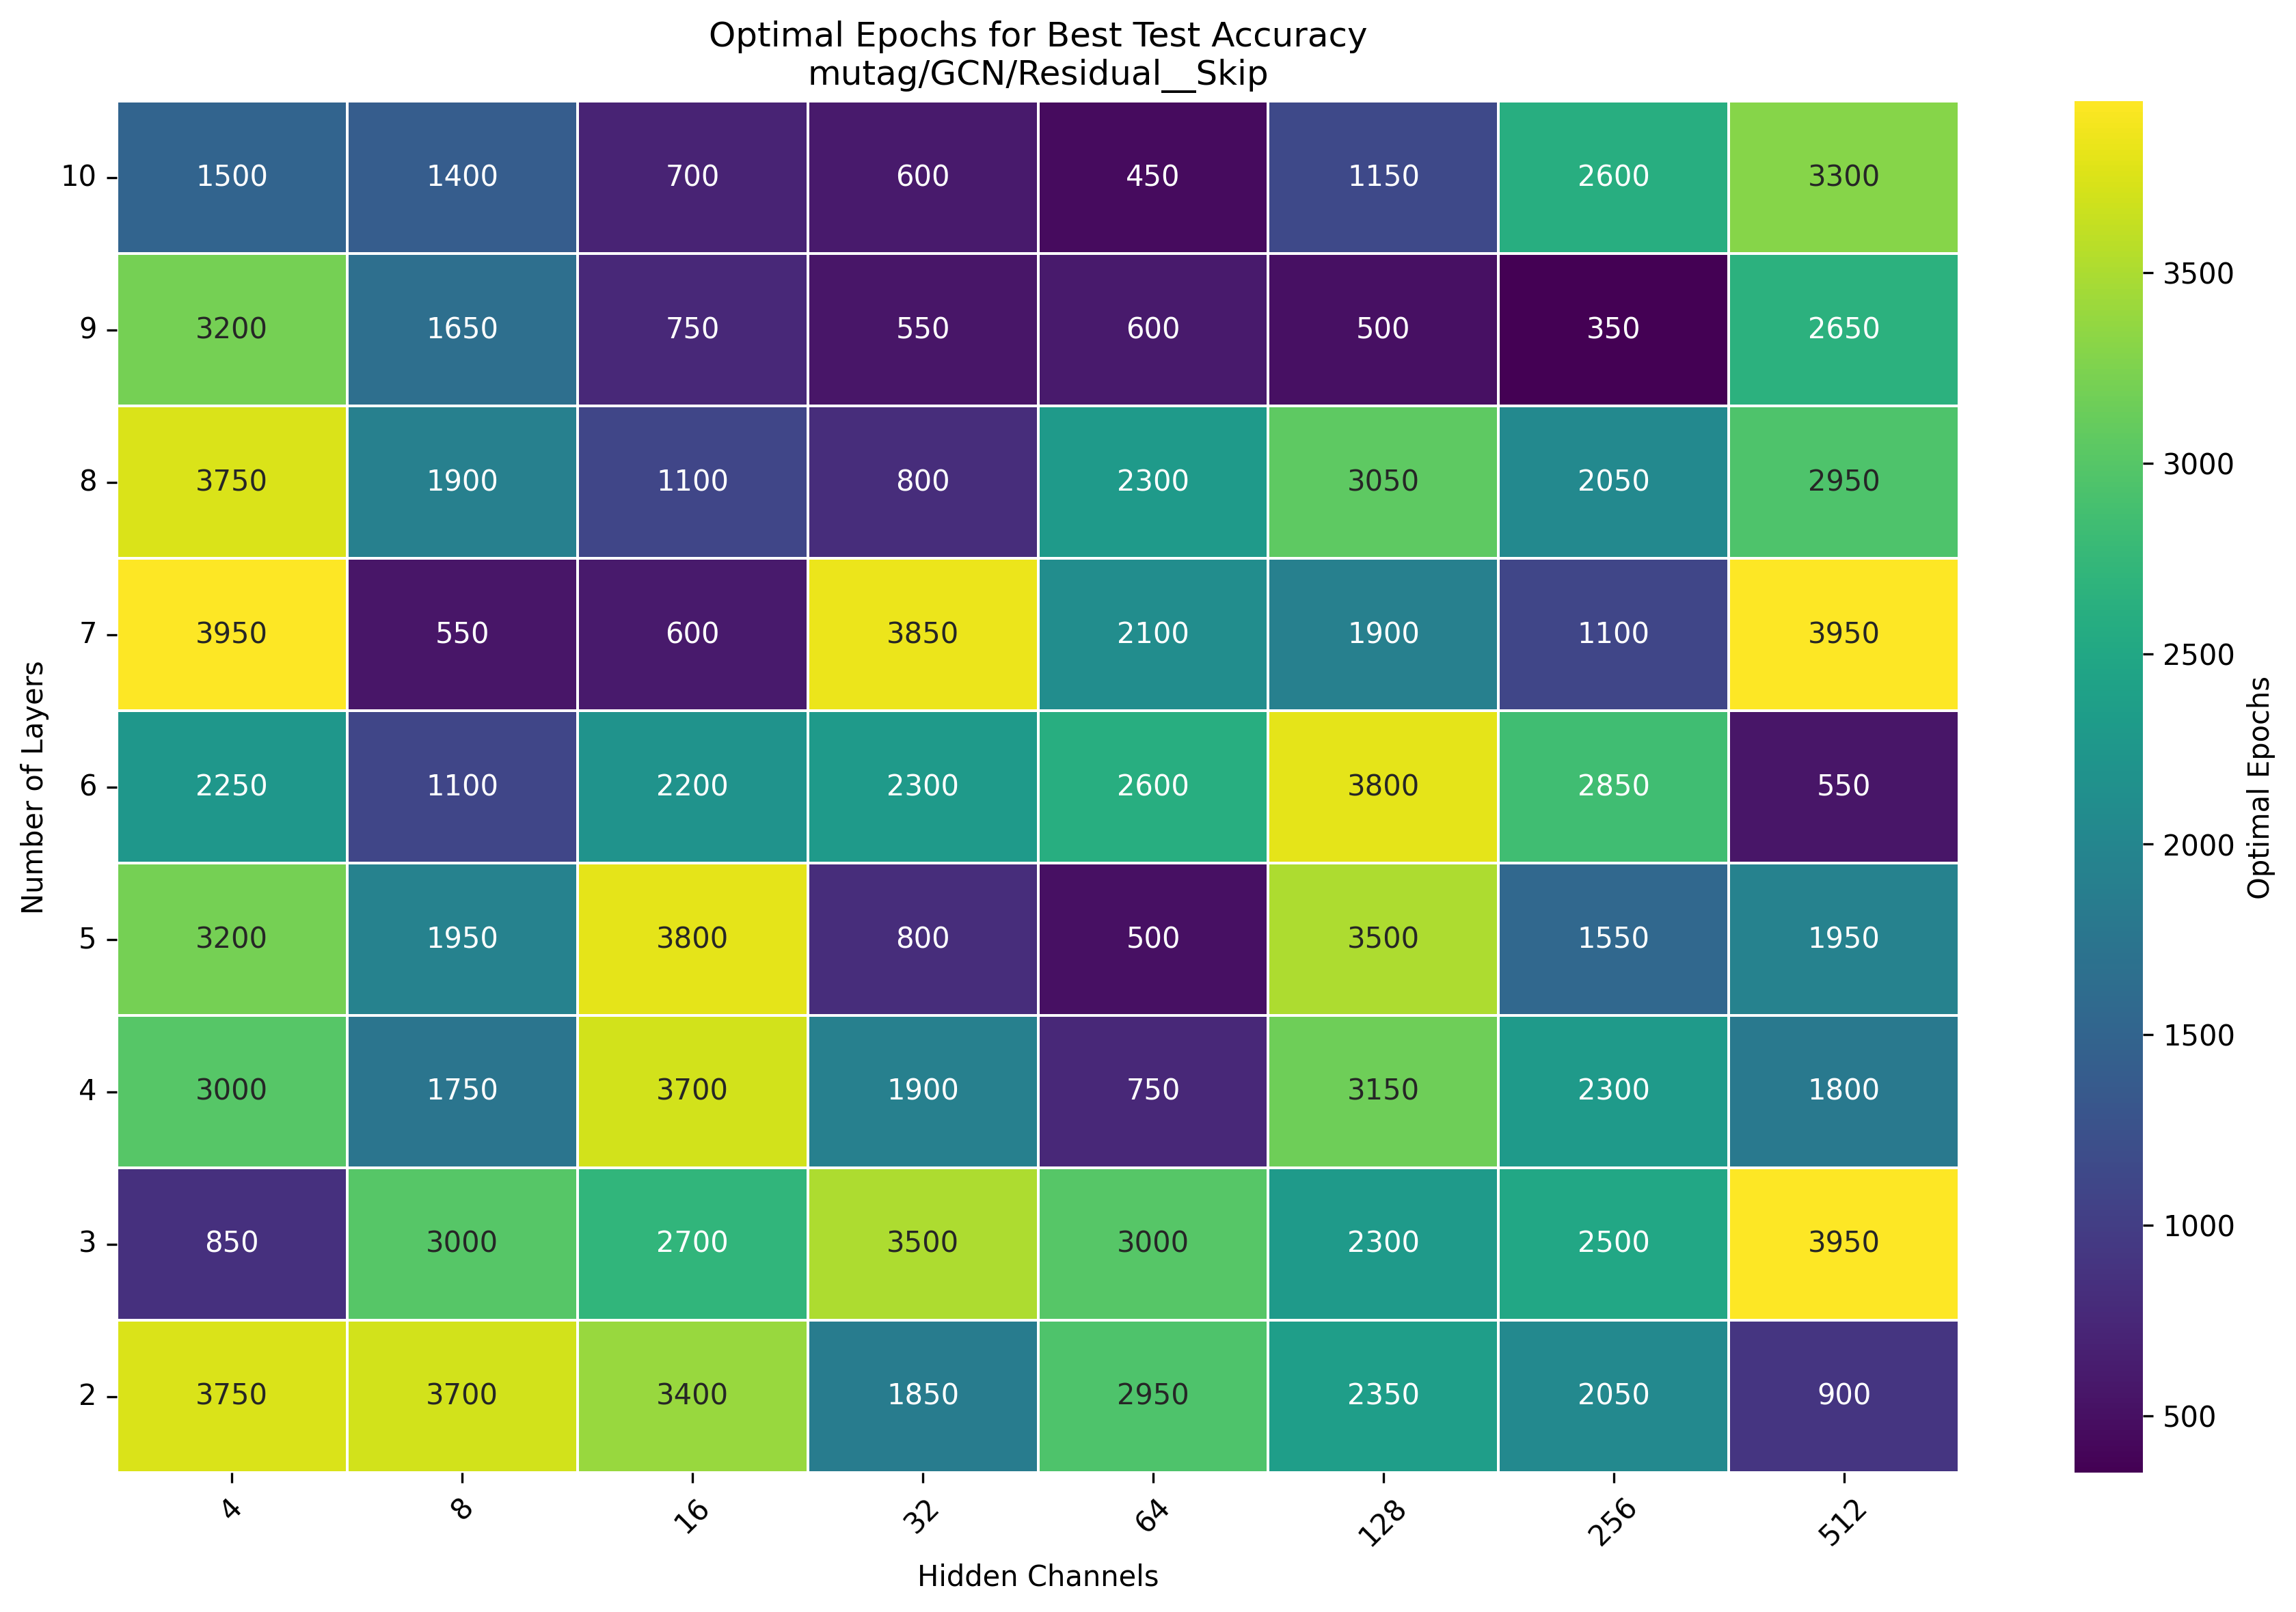 Optimal Epochs for Best Test Accuracy
mutag/GCN/Residual__Skip
10 1500 1400 700 600 450 1150 2600 3300
9 3200 1650 750 550 600 500 350 2650
8 3750 1900 1100 800 2300 3050 2050 2950
7 3950 550 600 3850 2100 1900 1100 3950
6 2250 1100 2200 2300 2600 3800 2850 550
5 3200 1950 3800 800 500 3500 1550 1950
4 3000 1750 3700 1900 750 3150 2300 1800
3 850 3000 2700 3500 3000 2300 2500 3950
2 3750 3700 3400 1850 2950 2350 2050 900
4 8 16 32 64 128 256 512
Hidden Channels
Number of Layers
3500
3000
2500
2000
1500
1000
500
Optimal Epochs